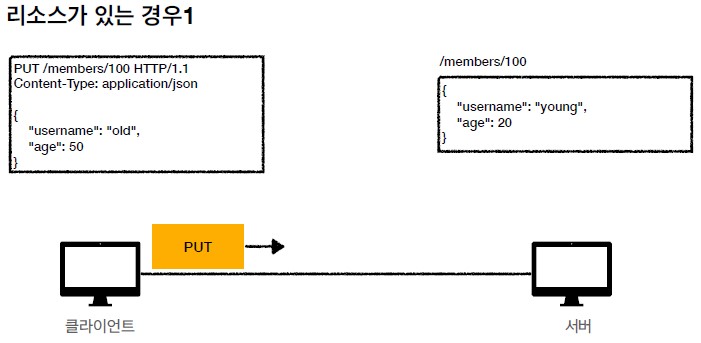 리소스가 있는 경우1
PUT /members/100 HTTP/1.1
Content-Type: application/json
{
"username": "old",
"age": 50
}
/members/100
{
"username": "young",
"age": 20
}
PUT
클라이언트
서버